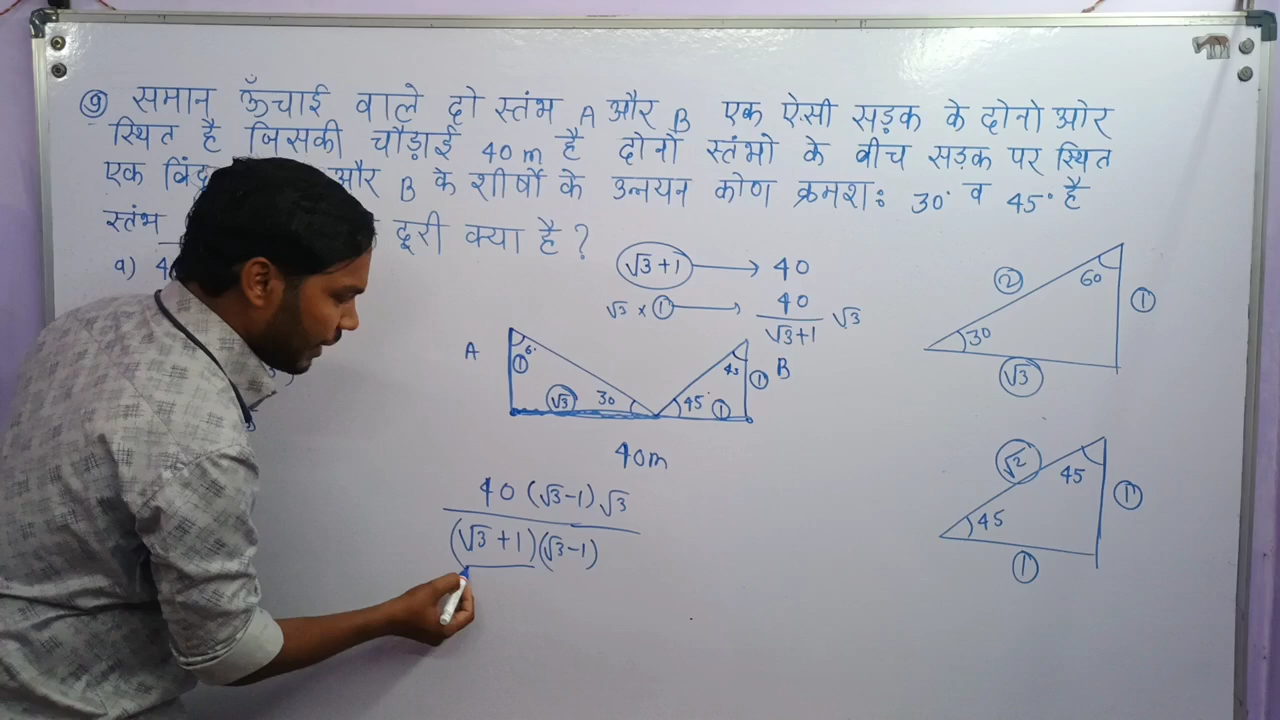 ⑨ समान ऊँचाई वाले दो स्तंभ A और B एक ऐसी सड़क के दोनो ओर
स्थित है जिसकी चौड़ाई 40 m है दोनों स्तंभो के बीच सड़क पर स्थित
एक और B के शीर्षो के उन्नयन कोण क्रमशः 30° व 45° है
स्तंभ दूरी क्या है ?
a) 4
√3+1 → 40
√3 × 1 → 40/(√3+1) √3
A 1 √3 30
45° 45 1 1 B
40m
40 (√3-1) √3
(√3+1)(√3-1)
2 60 1
30
√3
√2 45 1
45
1